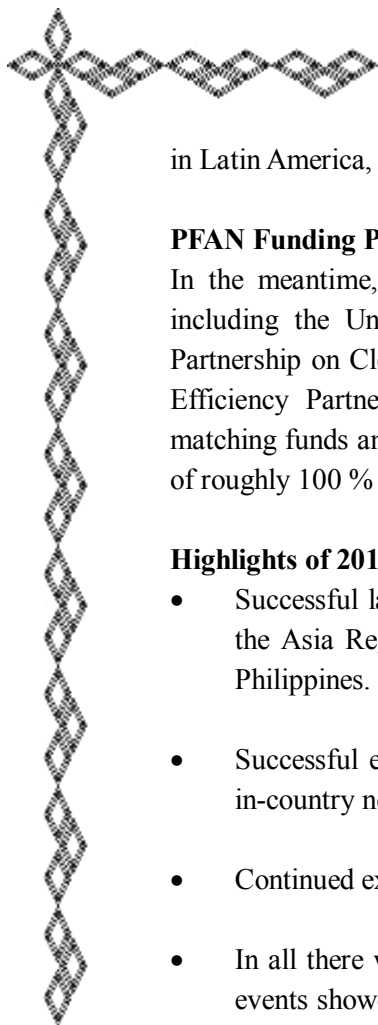 in Latin America,
PFAN Funding P
In the meantime,
including the Un
Partnership on Cl
Efficiency Partne
matching funds an
of roughly 100 %
Highlights of 201
• Successful la
the Asia Re
Philippines.
• Successful e
in-country n
• Continued ex
• In all there w
events show